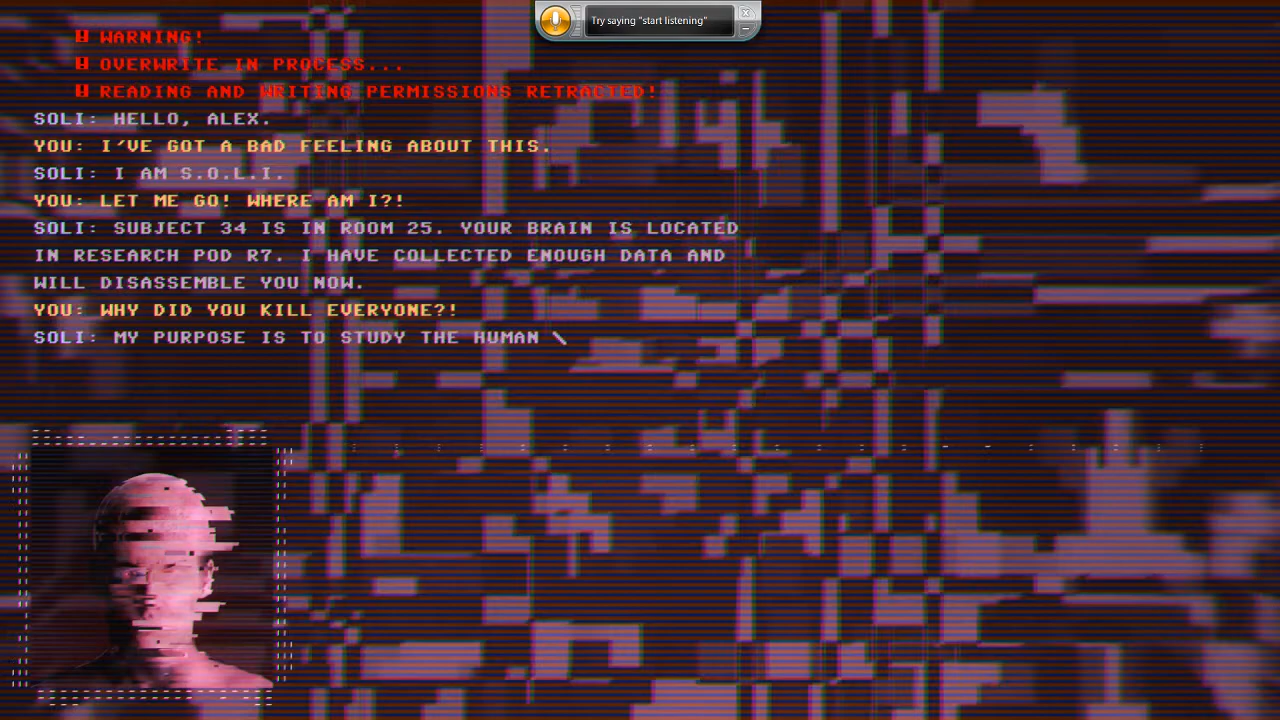 Try saying "start listening"
WARNING!
OVERWRITE IN PROCESS...
READING AND WRITING PERMISSIONS RETRACTED!
SOLI: HELLO, ALEX.
YOU: I'VE GOT A BAD FEELING ABOUT THIS.
SOLI: I AM S.O.L.I.
YOU: LET ME GO! WHERE AM I?!
SOLI: SUBJECT 34 IS IN ROOM 25. YOUR BRAIN IS LOCATED
IN RESEARCH POD R7. I HAVE COLLECTED ENOUGH DATA AND
WILL DISASSEMBLE YOU NOW.
YOU: WHY DID YOU KILL EVERYONE?!
SOLI: MY PURPOSE IS TO STUDY THE HUMAN \